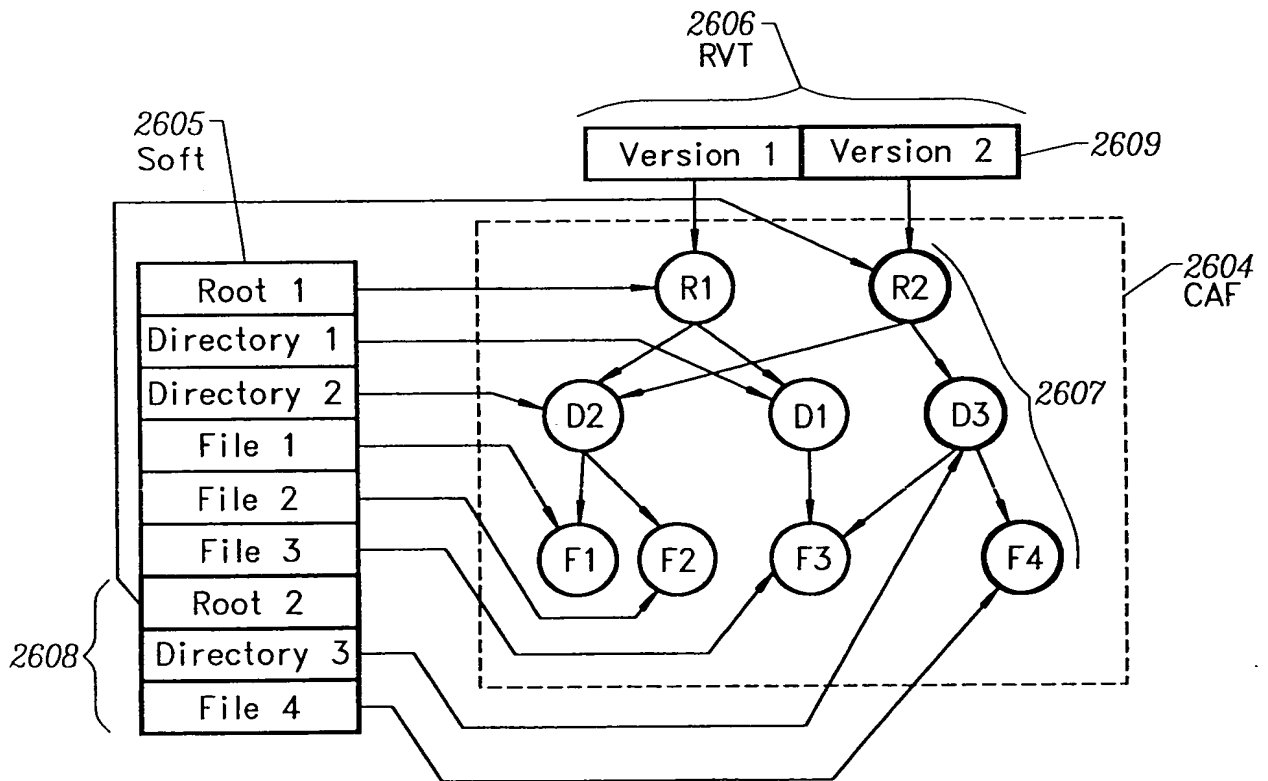 2606
RVT
2605
Soft
Version 1
Version 2
2609
2604
CAF
Root 1
Directory 1
Directory 2
File 1
File 2
File 3
Root 2
Directory 3
File 4
2608
R1
R2
D2
D1
D3
2607
F1
F2
F3
F4